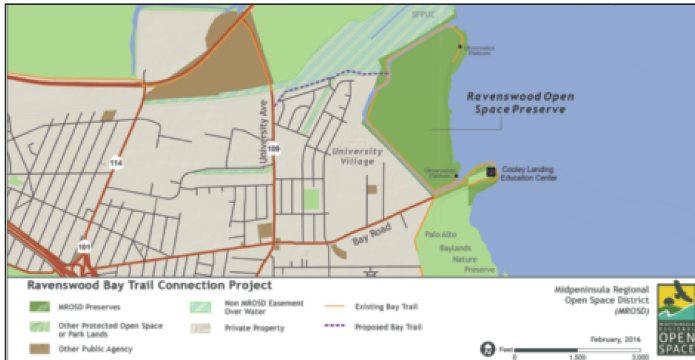 SFPUC
Observation
Platform
Ravenswood Open
Space Preserve
University Ave
109
University
Village
114
Observation
Platform
Cooley Landing
Education Center
101
Bay Road
Palo Alto
Baylands
Nature
Preserve
Ravenswood Bay Trail Connection Project
MROSD Preserves
Other Protected Open Space
or Park Lands
Other Public Agency
Non MROSD Easement
Over Water
Private Property
Existing Bay Trail
Proposed Bay Trail
Midpeninsula Regional
Open Space District
(MROSD)
February, 2016
Feet
0 1,500 3,000
MIDPENINSULA
REGIONAL
OPEN
SPACE